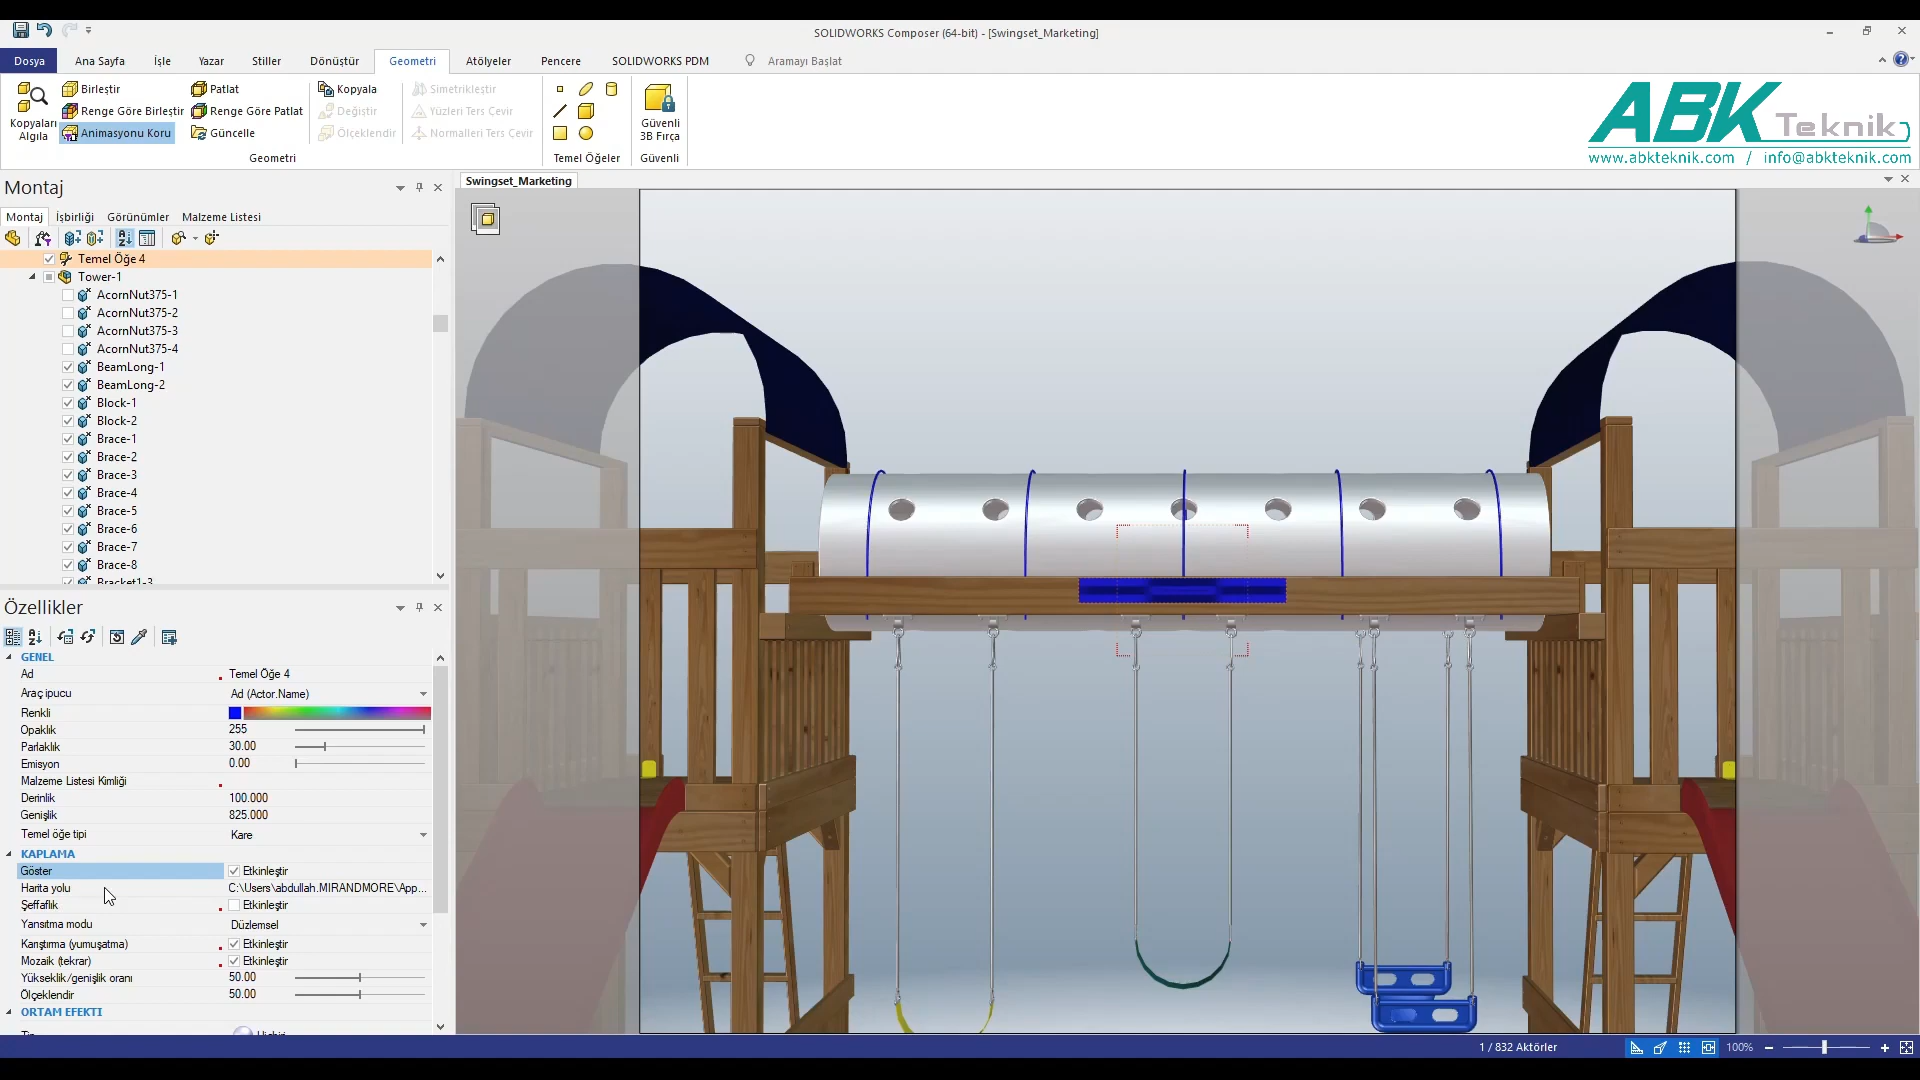 SOLIDWORKS Composer (64-bit) - [Swingset_Marketing]
Dosya
Ana Sayfa
İşle
Yazar
Stiller
Dönüştür
Geometri
Atölyeler
Pencere
SOLIDWORKS PDM
Aramayı Başlat
Kopyaları Algıla
Birleştir
Renge Göre Birleştir
Animasyonu Koru
Patlat
Renge Göre Patlat
Güncelle
Kopyala
Değiştir
Ölçeklendir
Simetrikleştir
Yüzleri Ters Çevir
Normalleri Ters Çevir
Geometri
Temel Öğeler
Güvenli
3B Fırça
Güvenli
ABK Teknik
www.abkteknik.com / info@abkteknik.com
Montaj
Montaj
İşbirliği
Görünümler
Malzeme Listesi
Temel Öğe 4
Tower-1
AcornNut375-1
AcornNut375-2
AcornNut375-3
AcornNut375-4
BeamLong-1
BeamLong-2
Block-1
Block-2
Brace-1
Brace-2
Brace-3
Brace-4
Brace-5
Brace-6
Brace-7
Brace-8
Bracket1-3
Swingset_Marketing
Özellikler
GENEL
Ad Temel Öğe 4
Araç ipucu Ad (Actor.Name)
Renkli
Opaklık 255
Parlaklık 30.00
Emisyon 0.00
Malzeme Listesi Kimliği
Derinlik 100.000
Genişlik 825.000
Temel öğe tipi Kare
KAPLAMA
Göster Etkinleştir
Harita yolu C:\Users\abdullah.MIRANDMORE\App...
Şeffaflık Etkinleştir
Yansıtma modu Düzlemsel
Karıştırma (yumuşatma) Etkinleştir
Mozaik (tekrar) Etkinleştir
Yükseklik/genişlik oranı 50.00
Ölçeklendir 50.00
ORTAM EFEKTI
1 / 832 Aktörler
100%